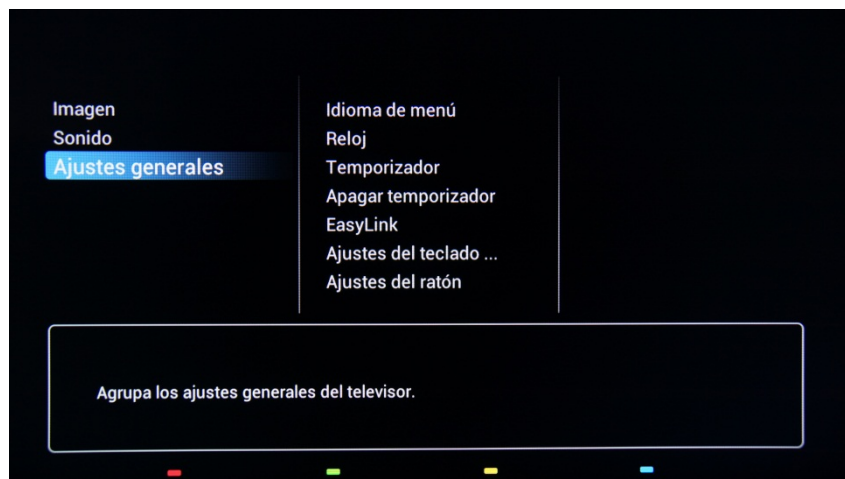 Imagen
Sonido
Ajustes generales
Idioma de menú
Reloj
Temporizador
Apagar temporizador
EasyLink
Ajustes del teclado ...
Ajustes del ratón
Agrupa los ajustes generales del televisor.